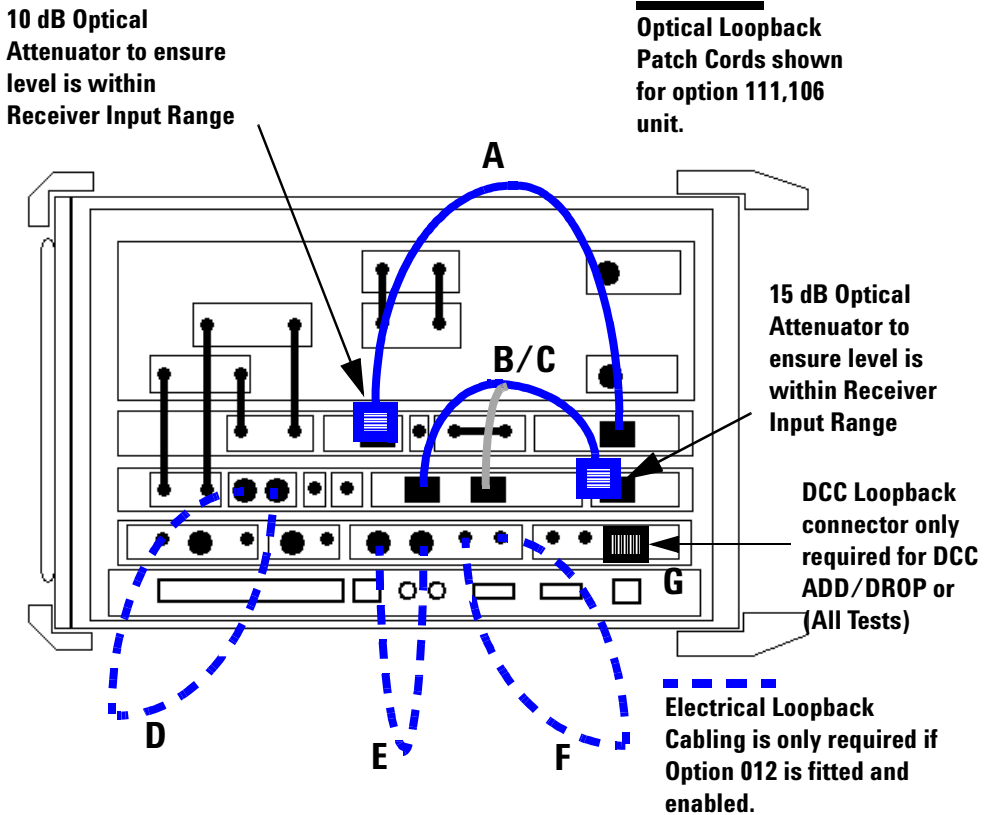 10 dB Optical
Attenuator to ensure
level is within
Receiver Input Range
Optical Loopback
Patch Cords shown
for option 111,106
unit.
A
B/C
15 dB Optical
Attenuator to
ensure level is
within Receiver
Input Range
DCC Loopback
connector only
required for DCC
ADD/DROP or
(All Tests)
G
D
E
F
Electrical Loopback
Cabling is only required if
Option 012 is fitted and
enabled.